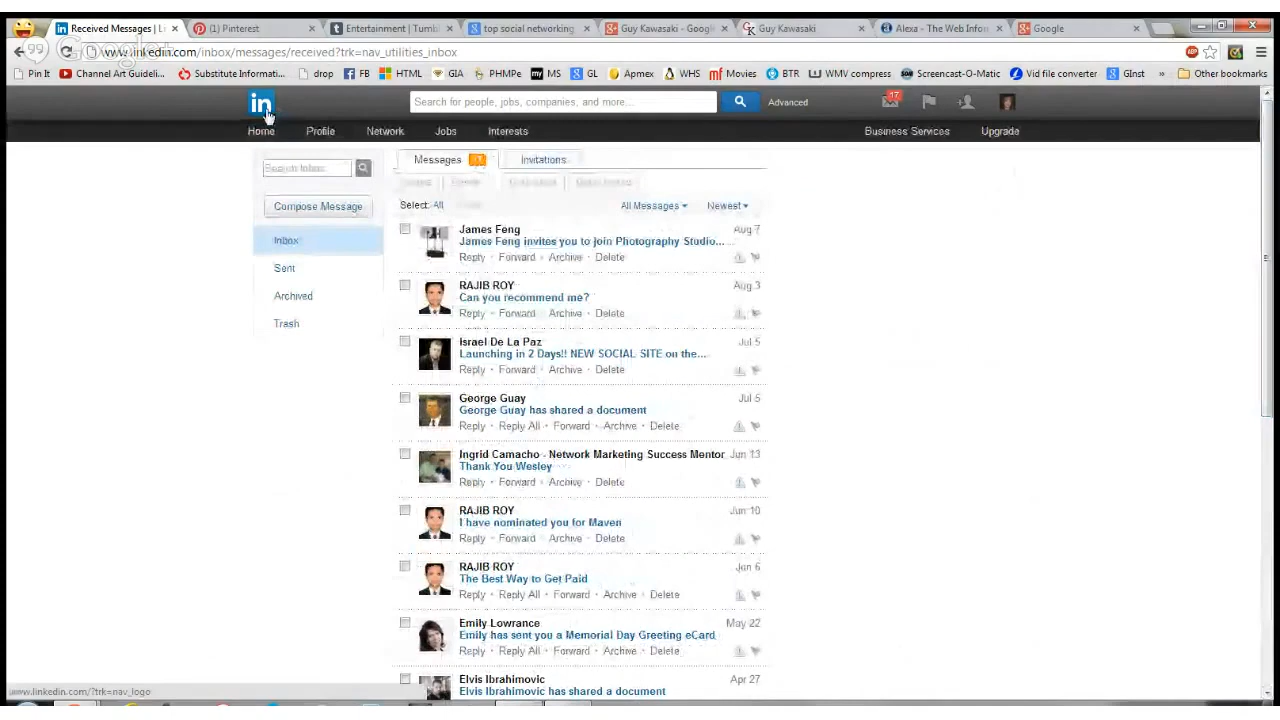 Received Messages | Li
(1) Pinterest
Entertainment | Tumbl
top social networking
Guy Kawasaki - Google
Guy Kawasaki
Alexa - The Web Infor
Google
www.linkedin.com/inbox/messages/received?trk=nav_utilities_inbox
Pin It
Channel Art Guideli...
Substitute Informati...
Drop
FB
HTML
GIA
PHMPe
My MS
GL
Apmex
WHS
Movies
BTR
WMV compress
Screencast-O-Matic
Vid file converter
GInst
»
Other bookmarks
in
Search for people, jobs, companies, and more...
Advanced
17
Home
Profile
Network
Jobs
Interests
Business Services
Upgrade
Search Inbox
Messages
Invitations
Compose Message
Select: All
All Messages
Newest
Inbox
Sent
Archived
Trash
James Feng
Aug 7
James Feng invites you to join Photography Studio...
Reply · Forward · Archive · Delete
RAJIB ROY
Aug 3
Can you recommend me?
Reply · Forward · Archive · Delete
Israel De La Paz
Jul 5
Launching in 2 Days!! NEW SOCIAL SITE on the...
Reply · Forward · Archive · Delete
George Guay
Jul 5
George Guay has shared a document
Reply · Reply All · Forward · Archive · Delete
Ingrid Camacho - Network Marketing Success Mentor
Jun 13
Thank You Wesley
Reply · Forward · Archive · Delete
RAJIB ROY
Jun 10
I have nominated you for Maven
Reply · Forward · Archive · Delete
RAJIB ROY
Jun 6
The Best Way to Get Paid
Reply · Reply All · Forward · Archive · Delete
Emily Lowrance
May 22
Emily has sent you a Memorial Day Greeting eCard
Reply · Reply All · Forward · Archive · Delete
Elvis Ibrahimovic
Apr 27
Elvis Ibrahimovic has shared a document
www.linkedin.com/?trk=nav_logo